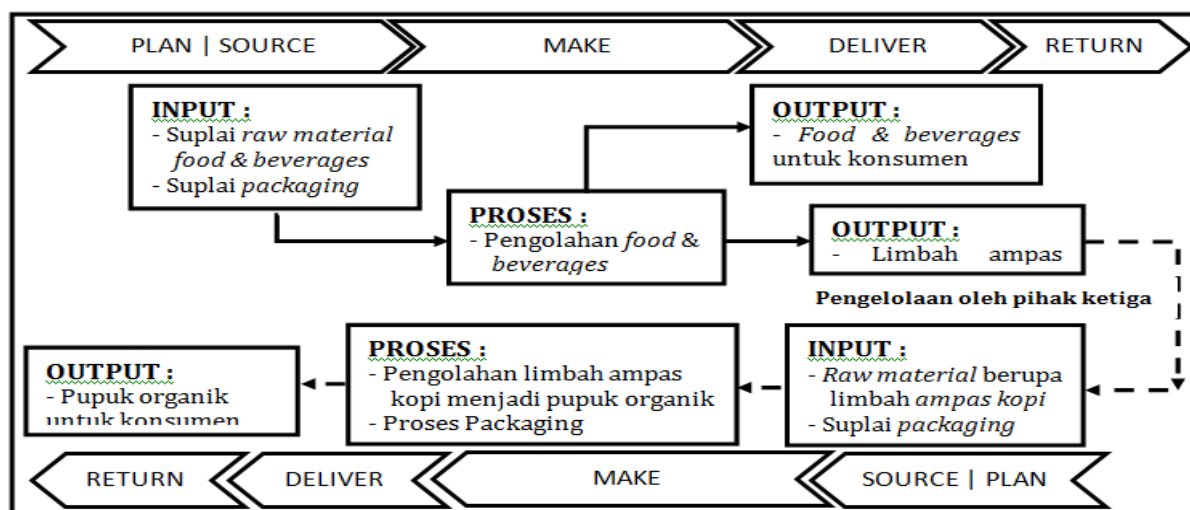 PLAN | SOURCE
MAKE
DELIVER
RETURN
INPUT :
- Suplai raw material
food & beverages
- Suplai packaging
OUTPUT :
- Food & beverages
untuk konsumen
PROSES :
- Pengolahan food &
beverages
OUTPUT :
- Limbah ampas
Pengelolaan oleh pihak ketiga
INPUT :
- Raw material berupa
limbah ampas kopi
- Suplai packaging
PROSES :
- Pengolahan limbah ampas
kopi menjadi pupuk organik
- Proses Packaging
OUTPUT :
- Pupuk organik
untuk konsumen
RETURN
DELIVER
MAKE
SOURCE | PLAN